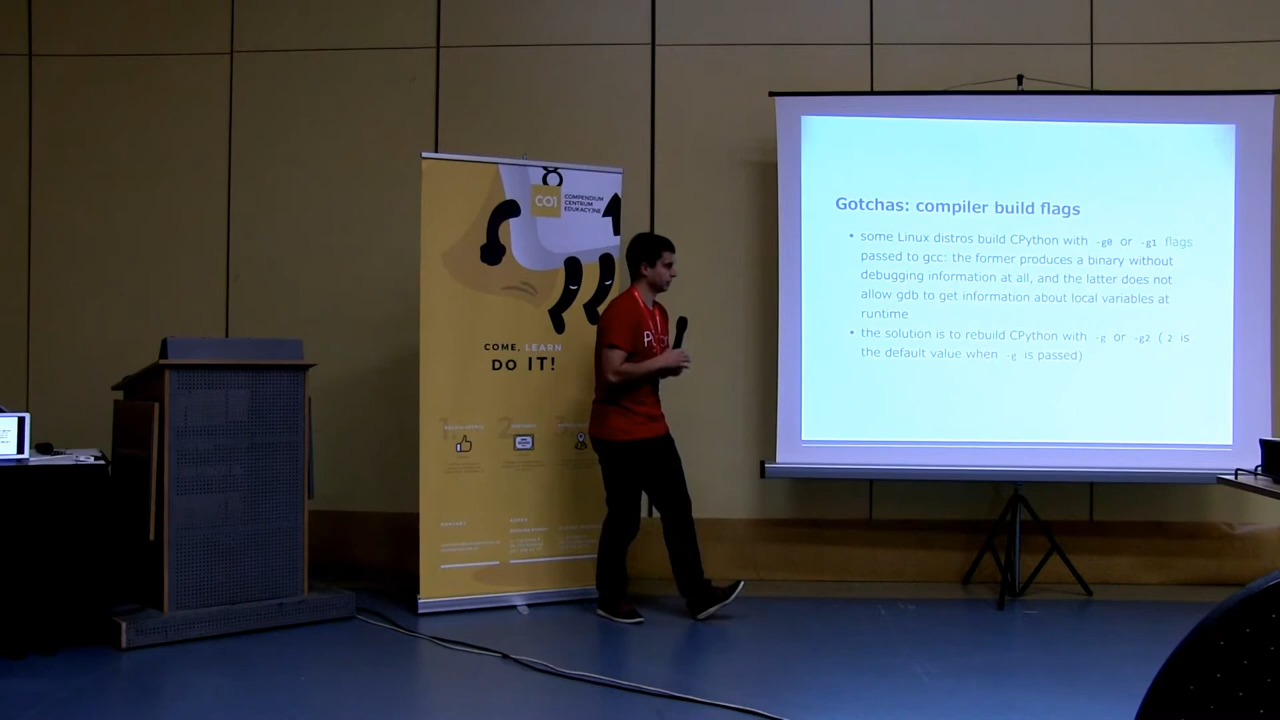 CO1
COMPENDIUM
CENTRUM
EDUKACYJNE
COME, LEARN
DO IT!
Gotchas: compiler build flags
• some Linux distros build CPython with -g0 or -g1 flags
passed to gcc: the former produces a binary without
debugging information at all, and the latter does not
allow gdb to get information about local variables at
runtime
• the solution is to rebuild CPython with -g or -g2 ( 2 is
the default value when -g is passed)